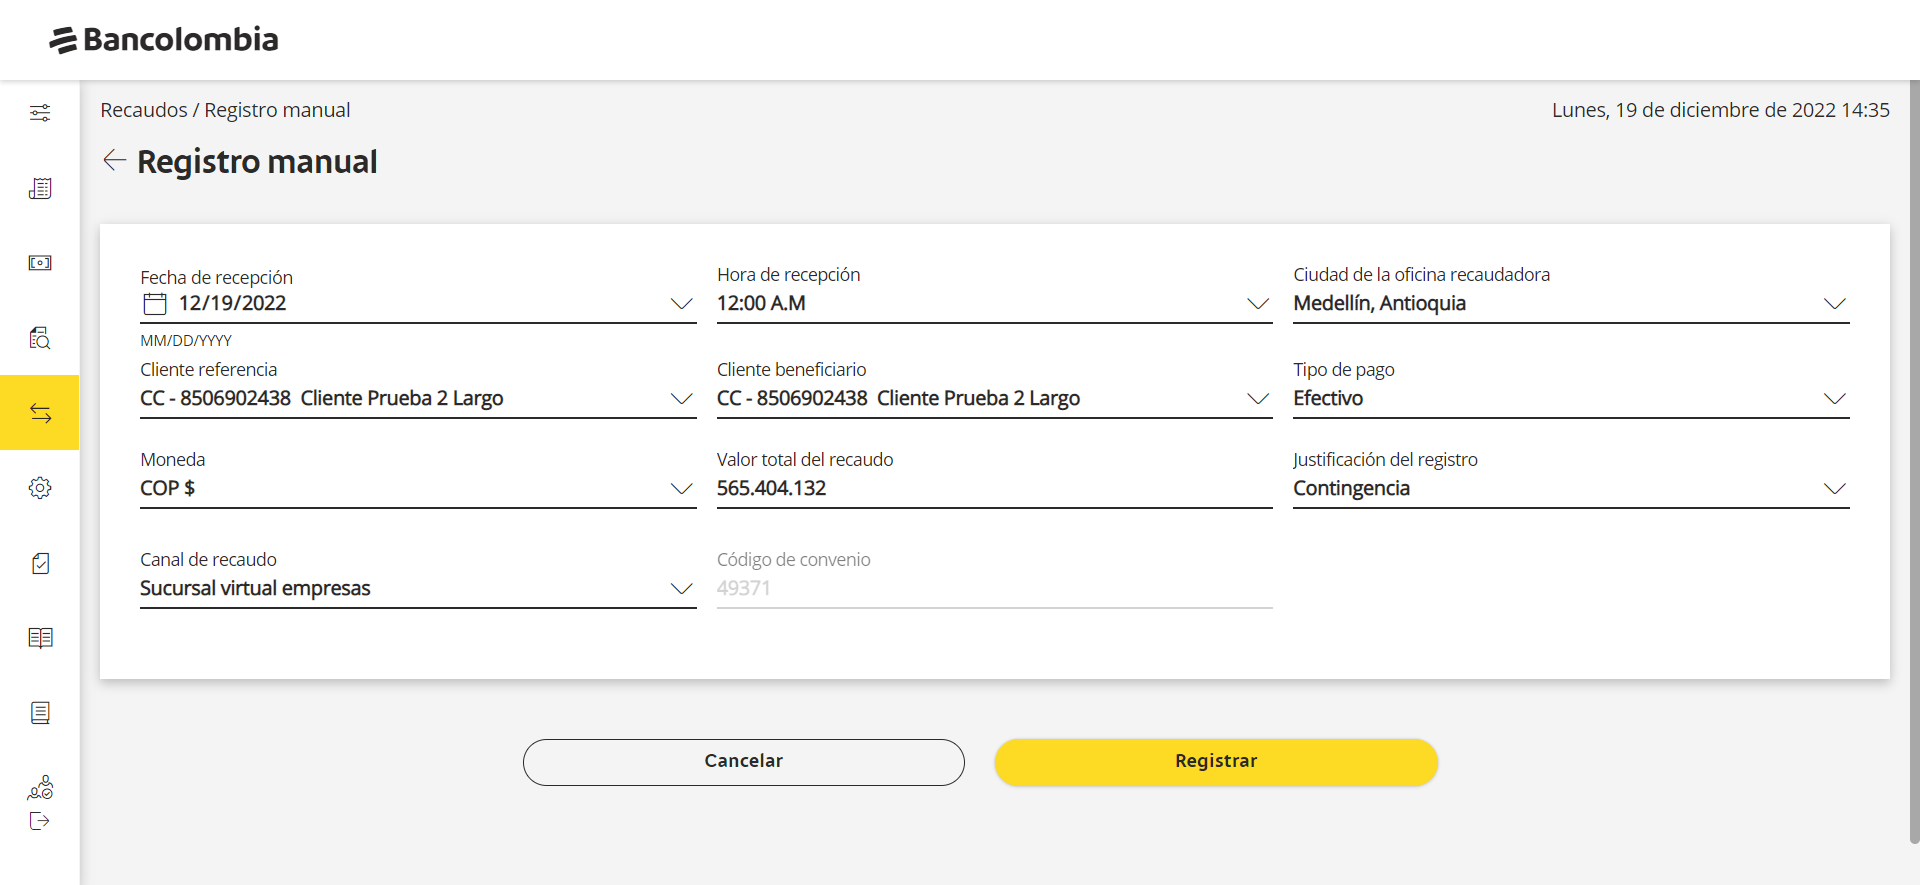 Bancolombia
Recaudos / Registro manual
Lunes, 19 de diciembre de 2022 14:35
Registro manual
Fecha de recepción
12/19/2022
MM/DD/YYYY
Hora de recepción
12:00 A.M
Ciudad de la oficina recaudadora
Medellín, Antioquia
Cliente referencia
CC - 8506902438 Cliente Prueba 2 Largo
Cliente beneficiario
CC - 8506902438 Cliente Prueba 2 Largo
Tipo de pago
Efectivo
Moneda
COP $
Valor total del recaudo
565.404.132
Justificación del registro
Contingencia
Canal de recaudo
Sucursal virtual empresas
Código de convenio
49371
Cancelar
Registrar